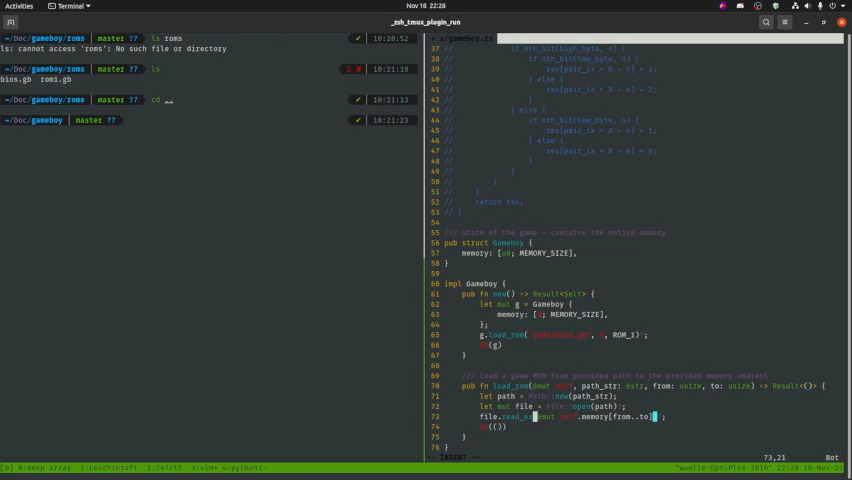 Activities
Terminal
Nov 18 22:28
_zsh_tmux_plugin_run
~/Doc/gameboy/roms master ?7 ls roms ✔ 10:20:52
ls: cannot access 'roms': No such file or directory
~/Doc/gameboy/roms master ?7 ls 2 ✘ 10:21:10
bios.gb rom1.gb
~/Doc/gameboy/roms master ?7 cd .. ✔ 10:21:13
~/Doc/gameboy master ?7 ✔ 10:21:23
+ s/gameboy.rs
37 // if nth_bit(high_byte, n) {
38 // if nth_bit(low_byte, n) {
39 // res[pair_ix * 8 + n] = 3;
40 // } else {
41 // res[pair_ix * 8 + n] = 2;
42 // }
43 // } else {
44 // if nth_bit(low_byte, n) {
45 // res[pair_ix * 8 + n] = 1;
46 // } else {
47 // res[pair_ix * 8 + n] = 0;
48 // }
49 // }
50 // }
51 // }
52 // return res;
53 // }
54
55 /// State of the game - contains the entire memory
56 pub struct Gameboy {
57 memory: [u8; MEMORY_SIZE],
58 }
59
60 impl Gameboy {
61 pub fn new() -> Result<Self> {
62 let mut g = Gameboy {
63 memory: [0; MEMORY_SIZE],
64 };
65 g.load_rom("roms/bios.gb", 0, ROM_1)?;
66 Ok(g)
67 }
68
69 /// Load a game ROM from provided path to the provided memory address
70 pub fn load_rom(&mut self, path_str: &str, from: usize, to: usize) -> Result<()> {
71 let path = Path::new(path_str);
72 let mut file = File::open(path)?;
73 file.read_ex(&mut self.memory[from..to])?;
74 Ok(())
75 }
76 }
-- INSERT -- 73,21 Bot
[0] 0:deep array 1:Leuchtkraft 2:247ctf 3:vim* 4:python3- "wuelle-OptiPlex-3010" 22:28 18-Nov-21